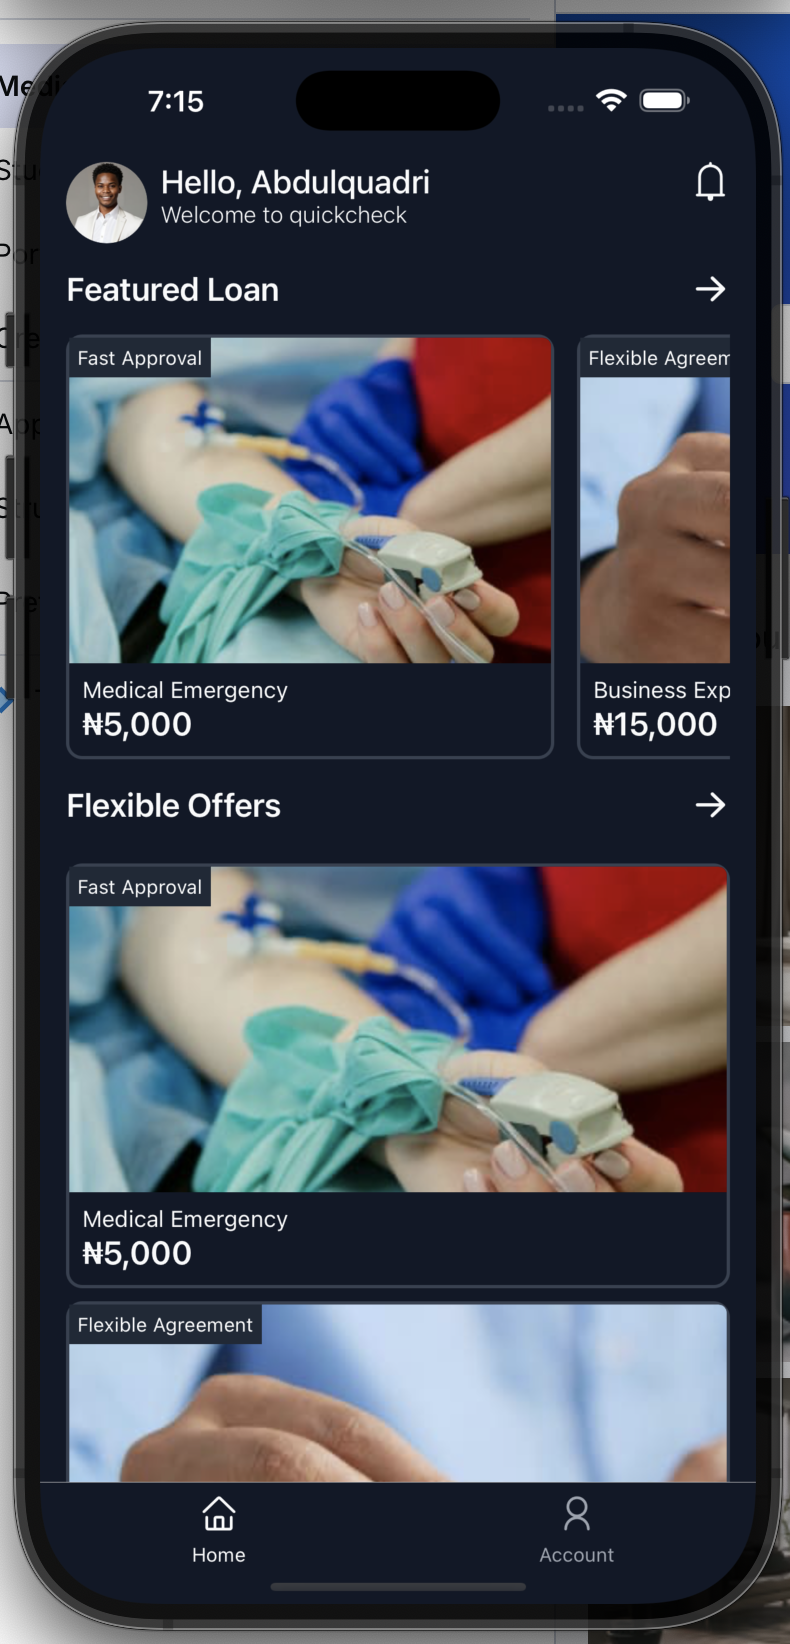 7:15
Hello, Abdulquadri
Welcome to quickcheck
Featured Loan
Fast Approval
Flexible Agreem
Medical Emergency
₦5,000
Business Exp
₦15,000
Flexible Offers
Fast Approval
Medical Emergency
₦5,000
Flexible Agreement
Home
Account